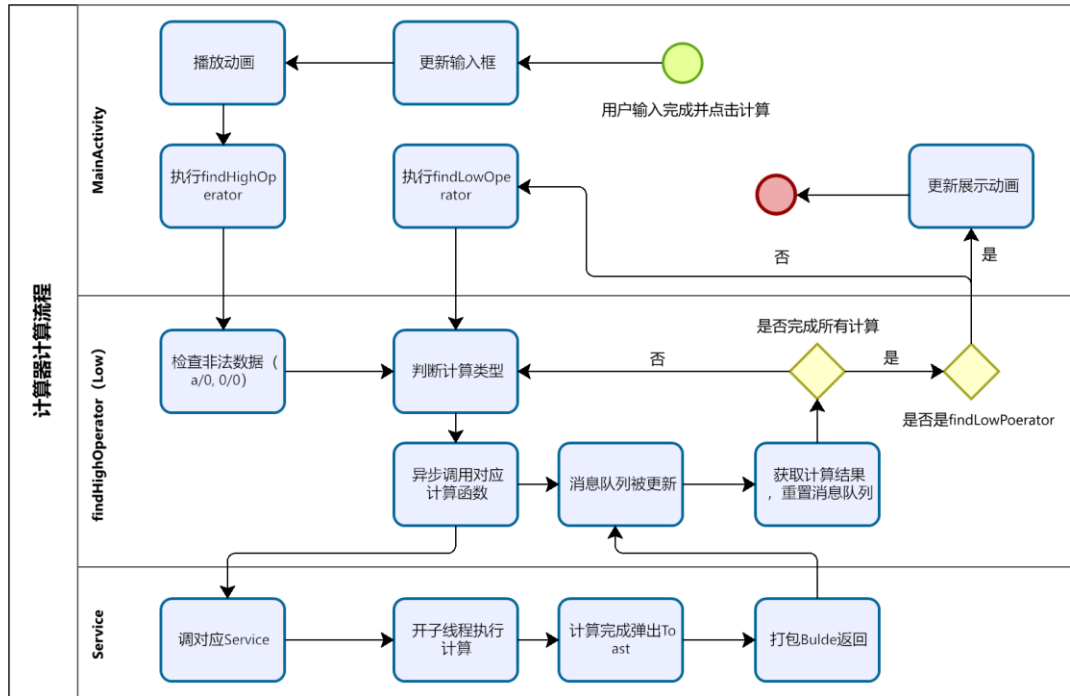 计算器计算流程
MainActivity
播放动画
更新输入框
用户输入完成并点击计算
执行findHighOp
erator
执行findLowOpe
rator
更新展示动画
否
是
findHighOperator（Low）
检查非法数据（
a/0, 0/0）
判断计算类型
否
是否完成所有计算
是
是否是findLowPoerator
异步调用对应
计算函数
消息队列被更新
获取计算结果
，重置消息队列
Service
调对应Service
开子线程执行
计算
计算完成弹出To
ast
打包Bulde返回